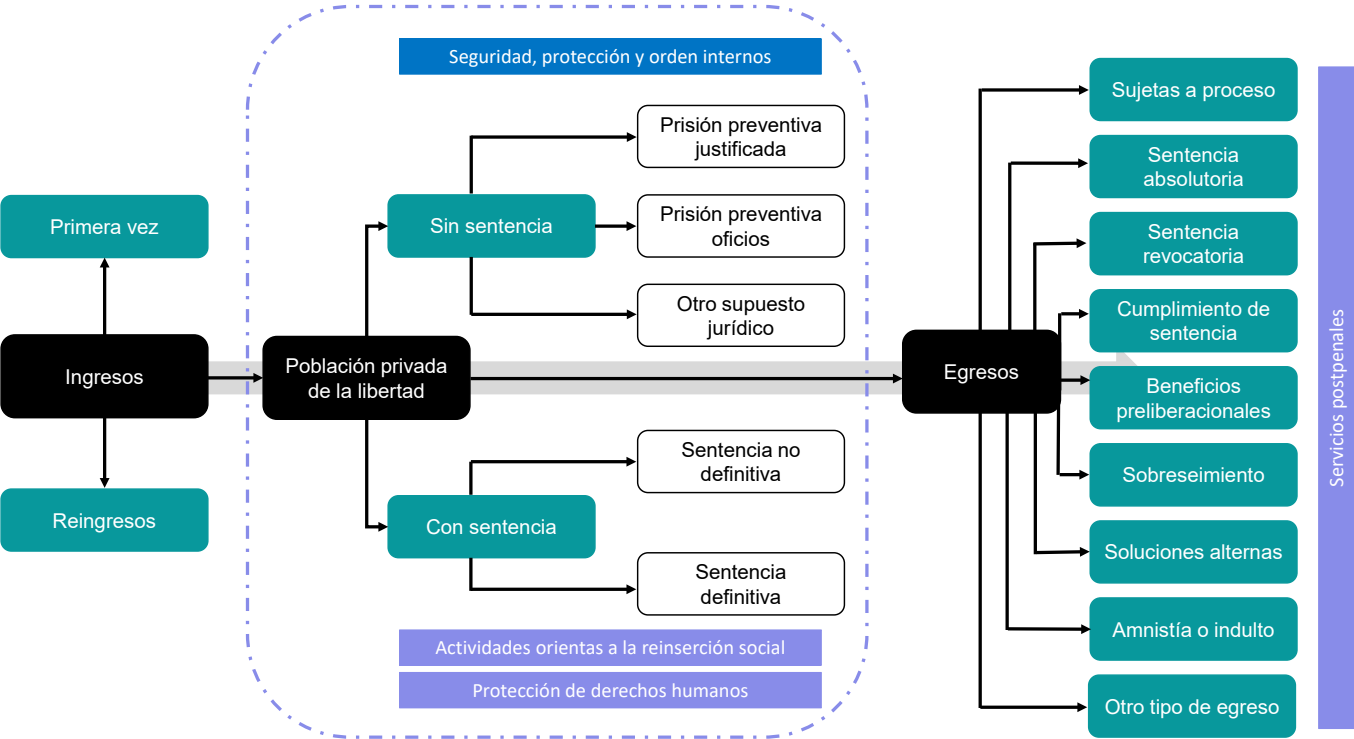 Seguridad, protección y orden internos
Primera vez
Ingresos
Reingresos
Población privada
de la libertad
Sin sentencia
Prisión preventiva
justificada
Prisión preventiva
oficios
Otro supuesto
jurídico
Con sentencia
Sentencia no
definitiva
Sentencia
definitiva
Actividades orientas a la reinserción social
Protección de derechos humanos
Egresos
Sujetas a proceso
Sentencia
absolutoria
Sentencia
revocatoria
Cumplimiento de
sentencia
Beneficios
preliberacionales
Sobreseimiento
Soluciones alternas
Amnistía o indulto
Otro tipo de egreso
Servicios postpenales